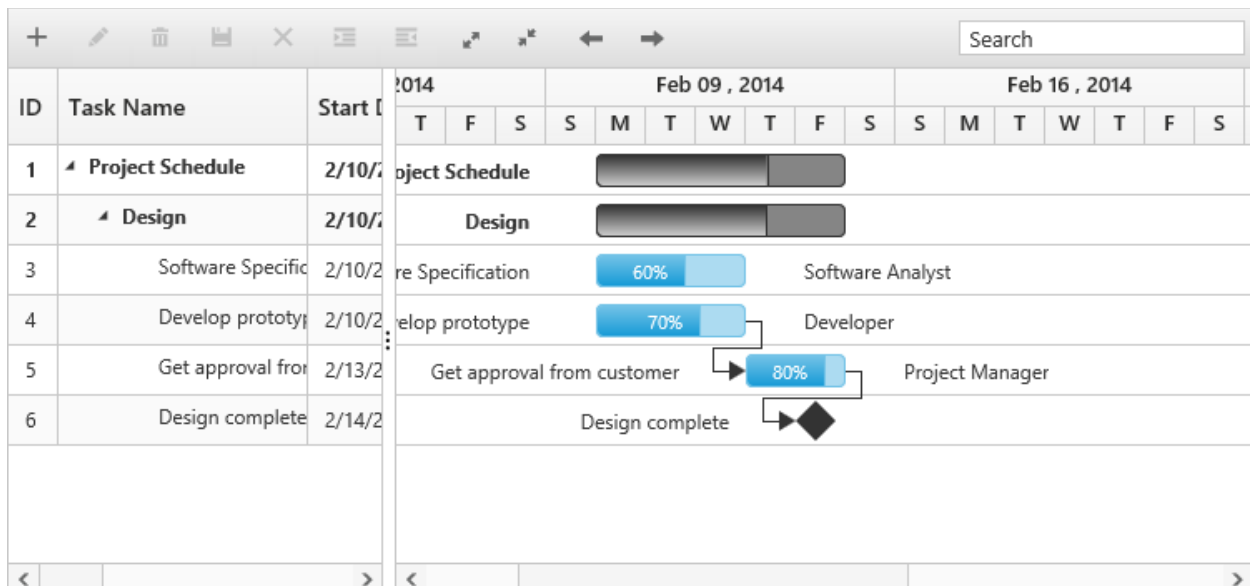 Search
ID Task Name Start D
2014 Feb 09 , 2014 Feb 16 , 2014
T F S S M T W T F S S M T W T F S
1 Project Schedule 2/10/2 oject Schedule
2 Design 2/10/2 Design
3 Software Specific 2/10/2 re Specification 60% Software Analyst
4 Develop prototyp 2/10/2 velop prototype 70% Developer
5 Get approval from 2/13/2 Get approval from customer 80% Project Manager
6 Design complete 2/14/2 Design complete